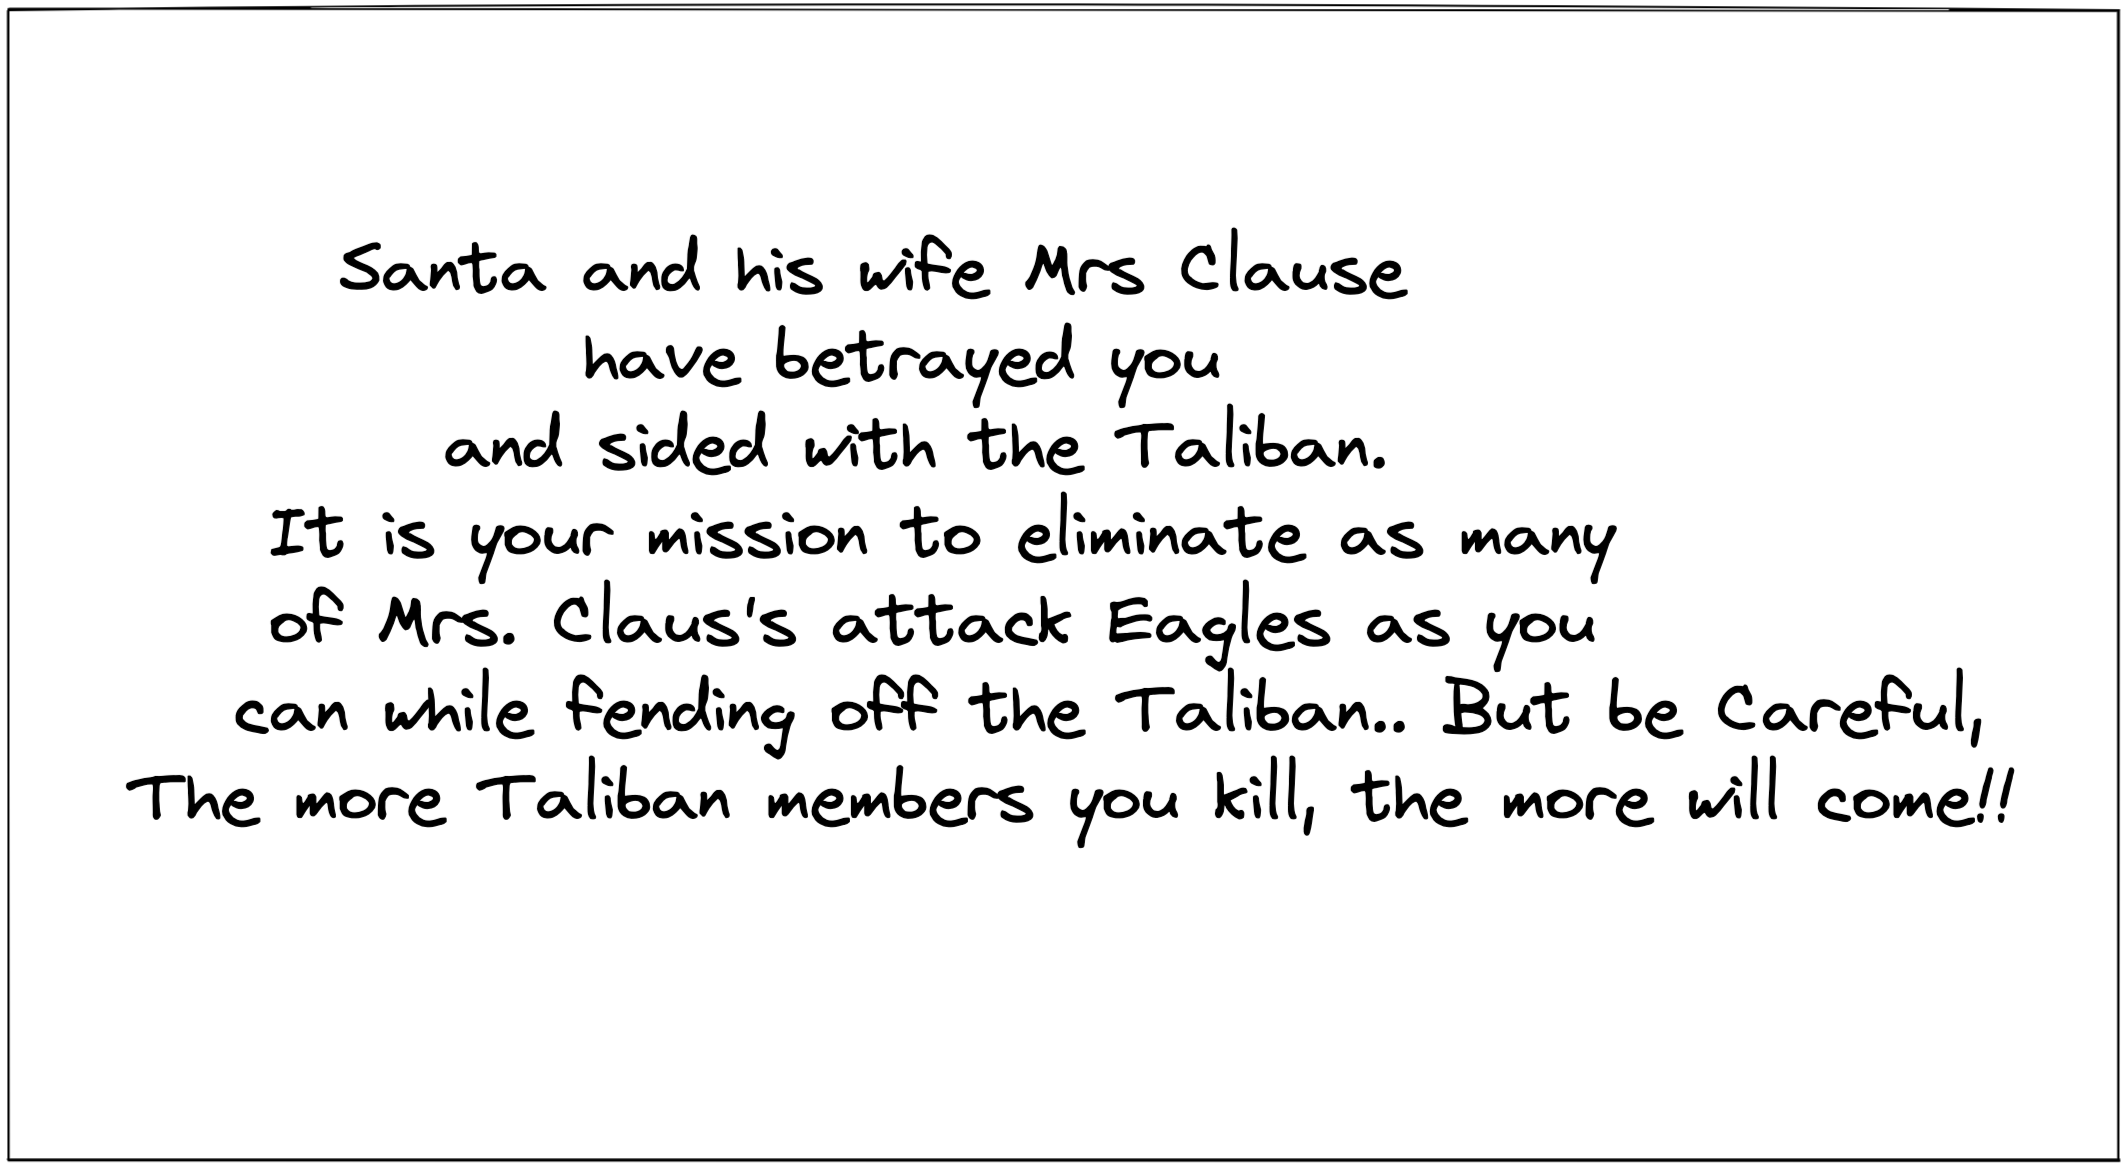 Santa and his wife Mrs Clause
have betrayed you
and sided with the Taliban.
It is your mission to eliminate as many
of Mrs. Claus's attack Eagles as you
can while fending off the Taliban.. But be Careful,
The more Taliban members you kill, the more will come!!